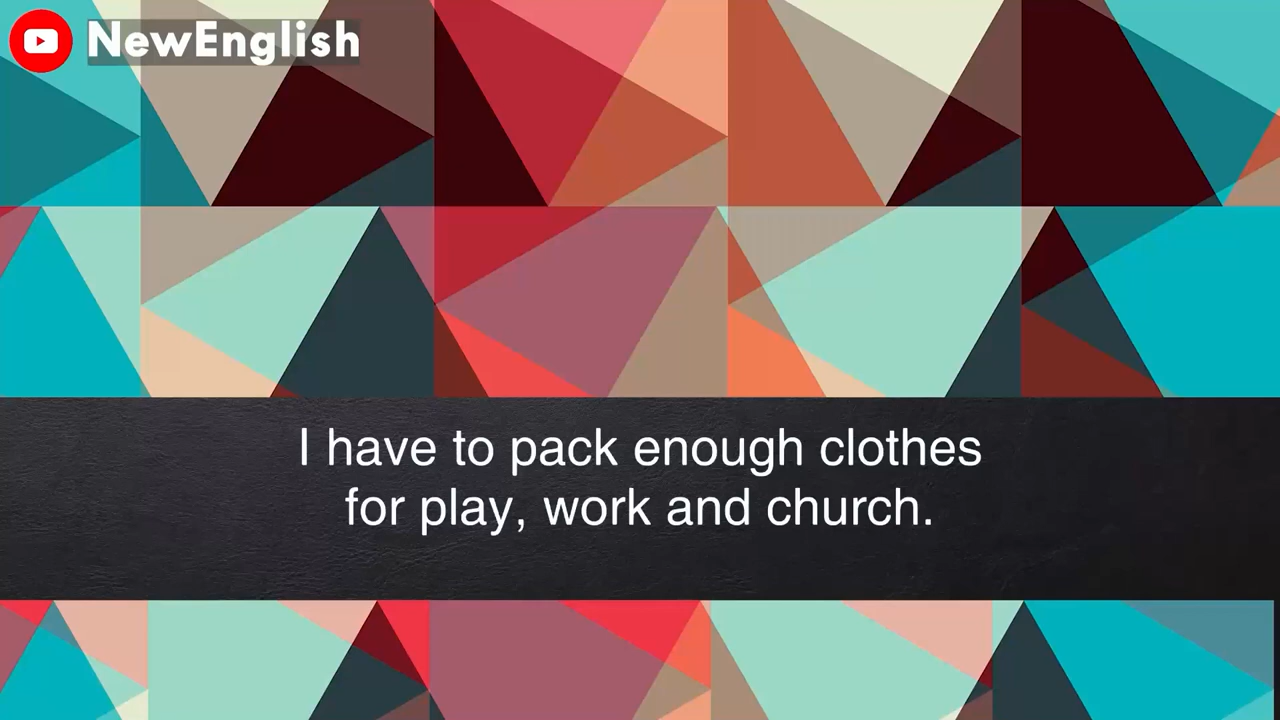 NewEnglish
I have to pack enough clothes
for play, work and church.